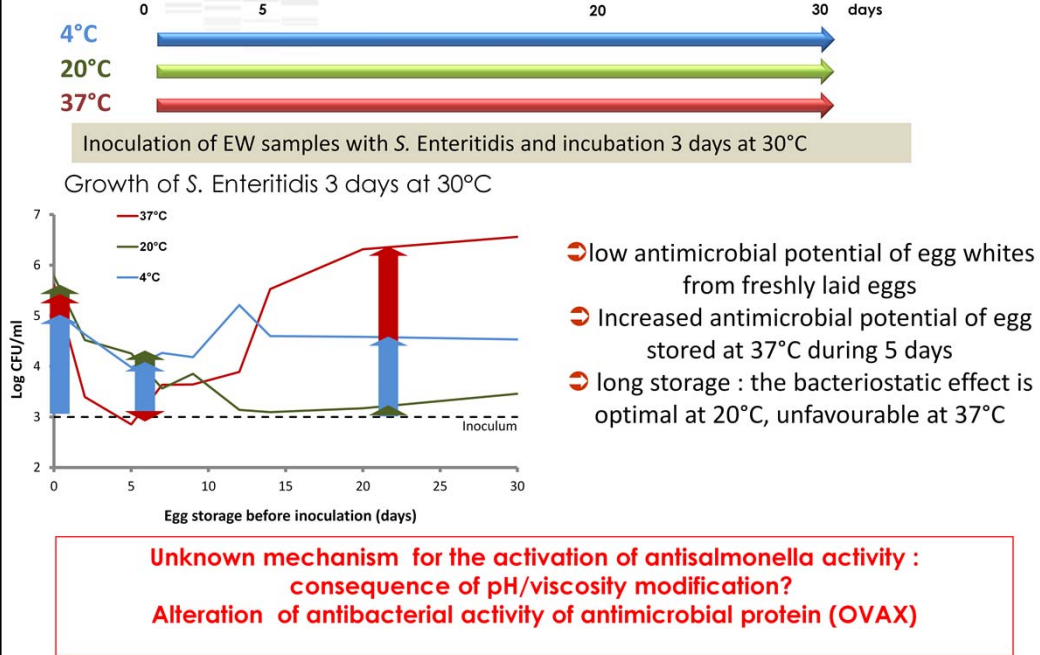 0 5 20 30 days
4°C
20°C
37°C
Inoculation of EW samples with S. Enteritidis and incubation 3 days at 30°C
Growth of S. Enteritidis 3 days at 30°C
7
6
5
4
3
2
Log CFU/ml
37°C
20°C
4°C
Inoculum
0 5 10 15 20 25 30
Egg storage before inoculation (days)
low antimicrobial potential of egg whites
from freshly laid eggs
Increased antimicrobial potential of egg
stored at 37°C during 5 days
long storage : the bacteriostatic effect is
optimal at 20°C, unfavourable at 37°C
Unknown mechanism for the activation of antisalmonella activity :
consequence of pH/viscosity modification?
Alteration of antibacterial activity of antimicrobial protein (OVAX)